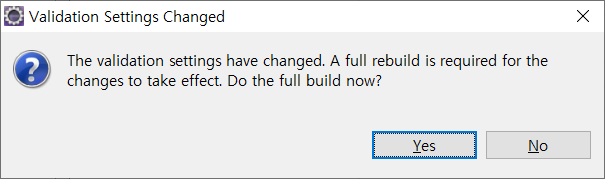 Validation Settings Changed
The validation settings have changed. A full rebuild is required for the
changes to take effect. Do the full build now?
Yes
No